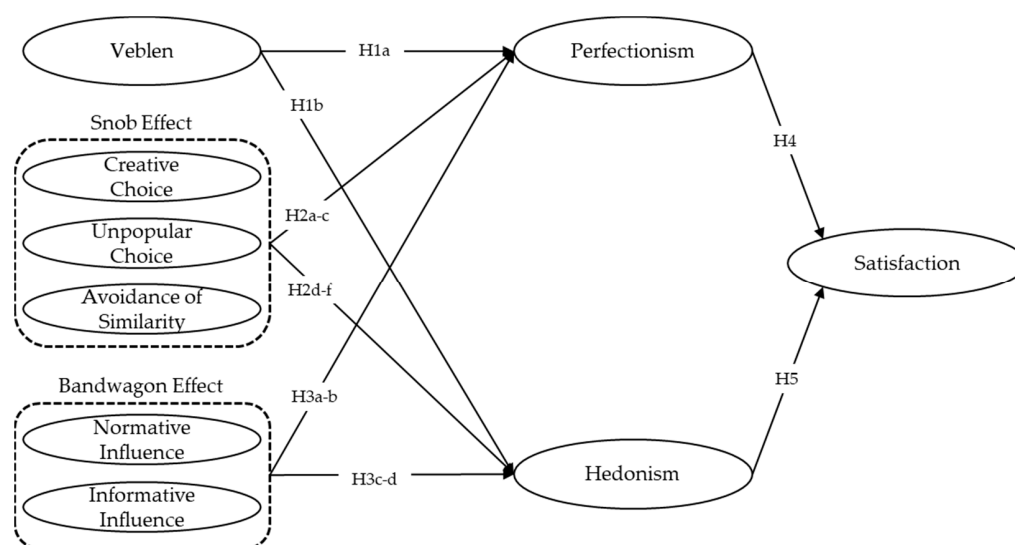 Veblen
H1a
Perfectionism
H1b
Snob Effect
Creative
Choice
Unpopular
Choice
Avoidance of
Similarity
H2a-c
H2d-f
H4
Satisfaction
Bandwagon Effect
Normative
Influence
Informative
Influence
H3a-b
H3c-d
Hedonism
H5